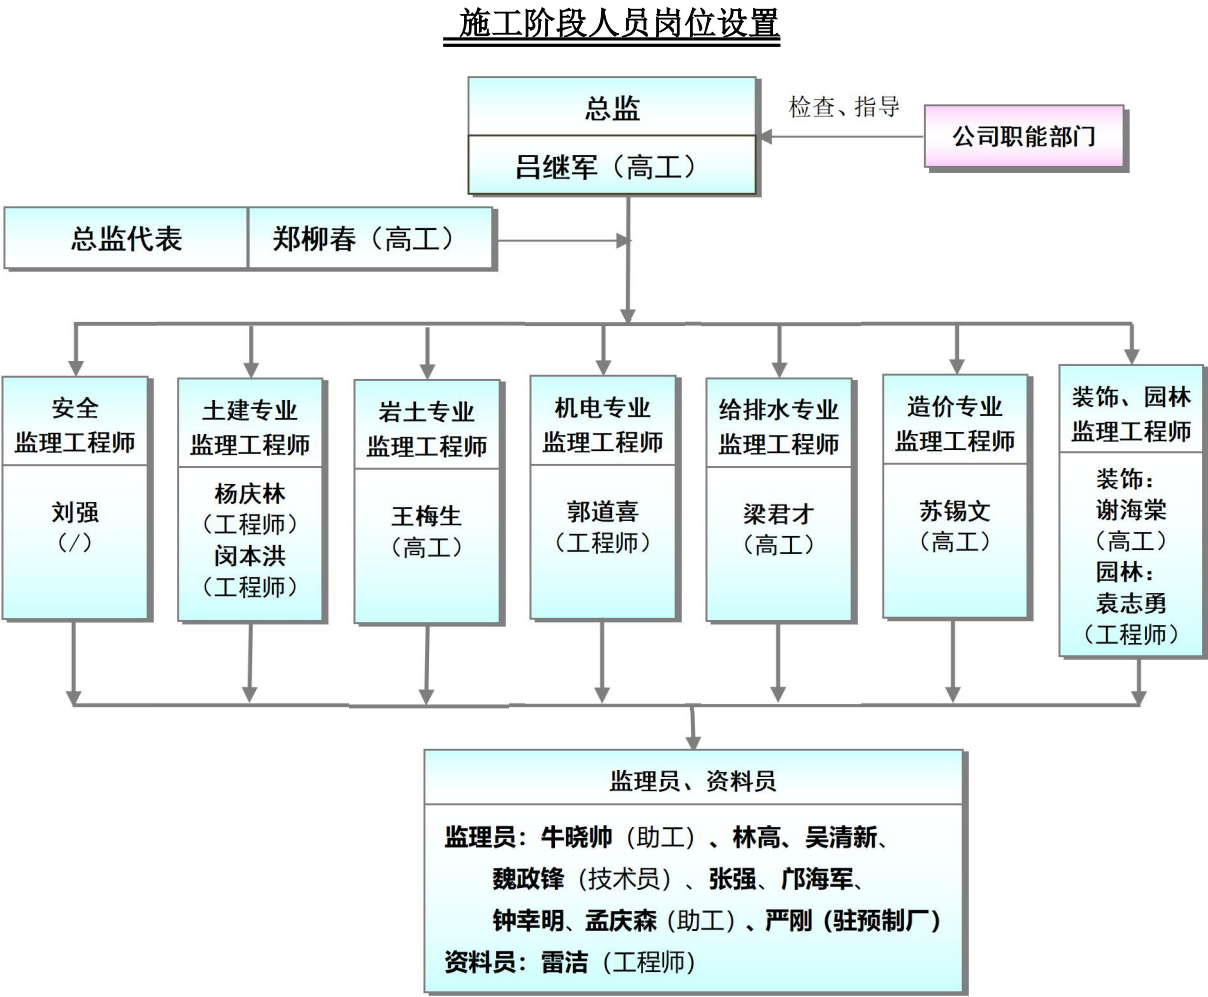 施工阶段人员岗位设置
总监
吕继军（高工）
检查、指导
公司职能部门
总监代表
郑柳春（高工）
安全
监理工程师
刘强
（/）
土建专业
监理工程师
杨庆林
（工程师）
闵本洪
（工程师）
岩土专业
监理工程师
王梅生
（高工）
机电专业
监理工程师
郭道喜
（工程师）
给排水专业
监理工程师
梁君才
（高工）
造价专业
监理工程师
苏锡文
（高工）
装饰、园林
监理工程师
装饰：
谢海棠
（高工）
园林：
袁志勇
（工程师）
监理员、资料员
监理员：牛晓帅（助工）、林高、吴清新、
魏政锋（技术员）、张强、邝海军、
钟幸明、孟庆森（助工）、严刚（驻预制厂）
资料员：雷洁（工程师）